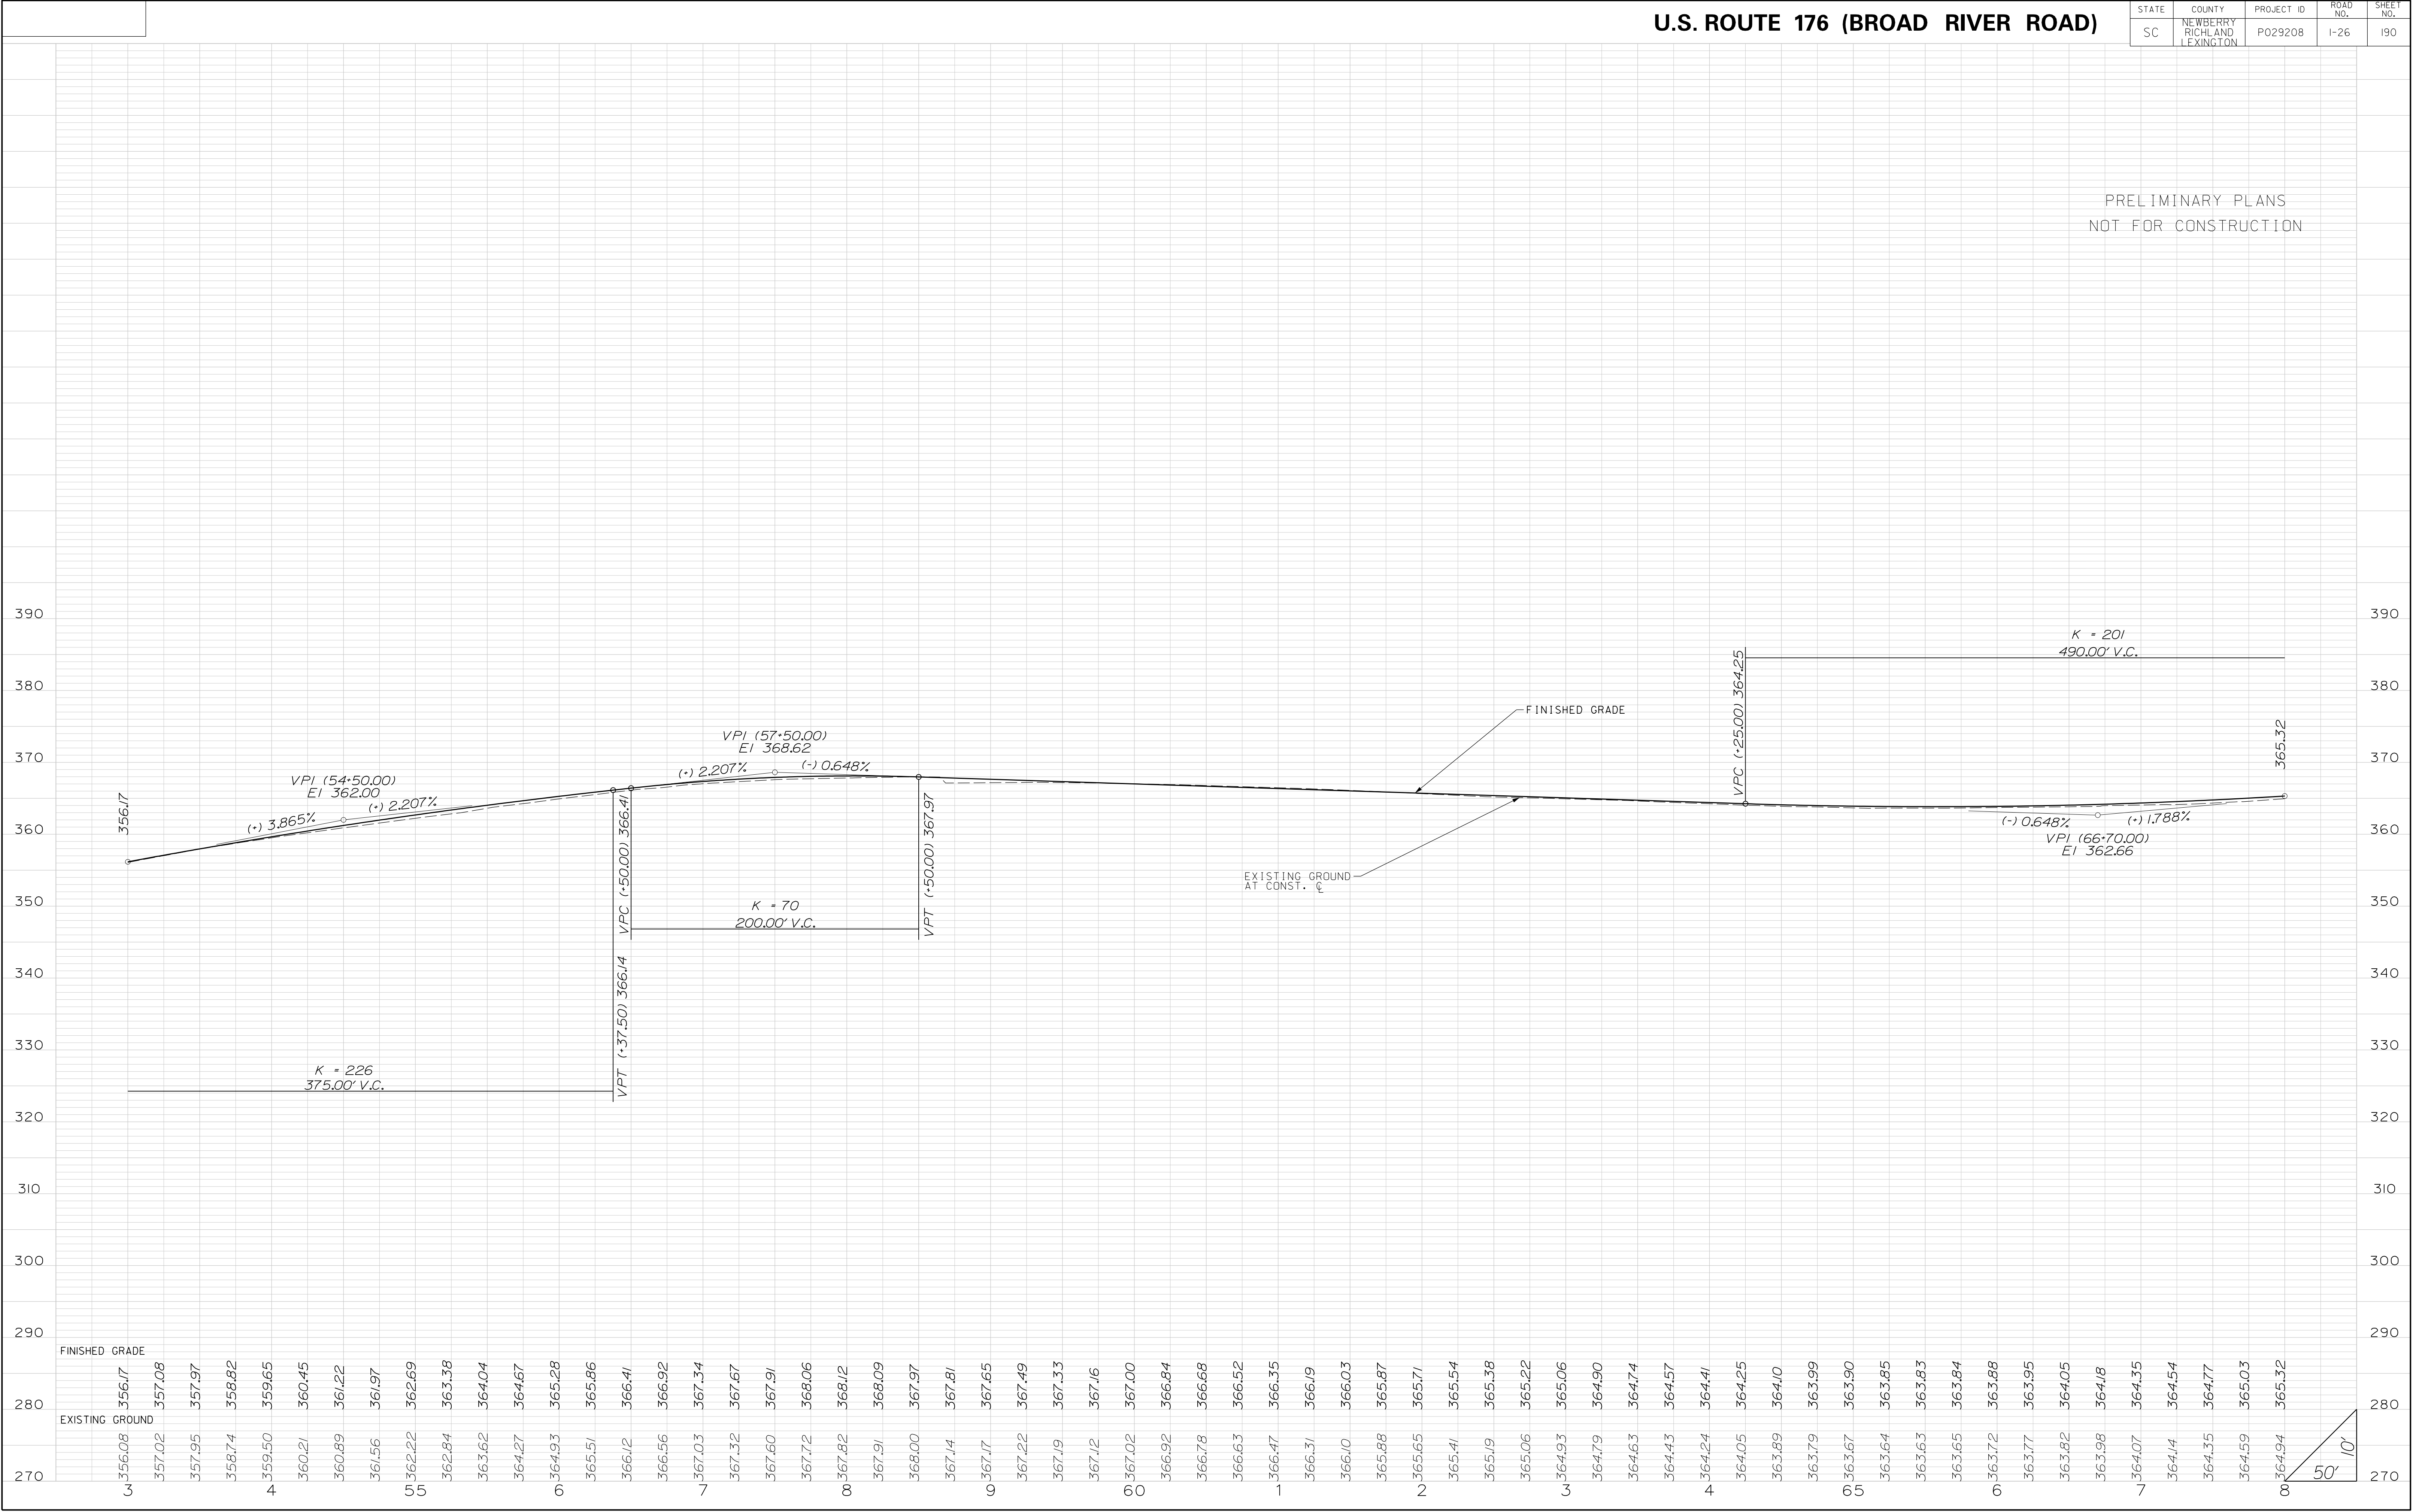 U.S. ROUTE 176 (BROAD RIVER ROAD)
STATE COUNTY PROJECT ID ROAD NO. SHEET NO.
SC NEWBERRY RICHLAND LEXINGTON P029208 I-26 190
PRELIMINARY PLANS
NOT FOR CONSTRUCTION
390 390
380 380
370 370
360 360
350 350
340 340
330 330
320 320
310 310
300 300
290 290
280 280
270 270
356.17
VPI (54+50.00)
El 362.00
(+) 3.865%
(+) 2.207%
K = 226
375.00' V.C.
VPT (+37.50) 366.14
VPC (+50.00) 366.41
(+) 2.207%
VPI (57+50.00)
El 368.62
(-) 0.648%
K = 70
200.00' V.C.
VPT (+50.00) 367.97
FINISHED GRADE
EXISTING GROUND
AT CONST. ℄
VPC (+25.00) 364.25
K = 201
490.00' V.C.
365.32
(-) 0.648%
(+) 1.788%
VPI (66+70.00)
El 362.66
FINISHED GRADE
356.17 357.08 357.97 358.82 359.65 360.45 361.22 361.97 362.69 363.38 364.04 364.67 365.28 365.86 366.41 366.92 367.34 367.67 367.91 368.06 368.12 368.09 367.97 367.81 367.65 367.49 367.33 367.16 367.00 366.84 366.68 366.52 366.35 366.19 366.03 365.87 365.71 365.54 365.38 365.22 365.06 364.90 364.74 364.57 364.41 364.25 364.10 363.99 363.90 363.85 363.83 363.84 363.88 363.95 364.05 364.18 364.35 364.54 364.77 365.03 365.32
EXISTING GROUND
356.08 357.02 357.95 358.74 359.50 360.21 360.89 361.56 362.22 362.84 363.62 364.27 364.93 365.51 366.12 366.56 367.03 367.32 367.60 367.72 367.82 367.91 368.00 367.14 367.17 367.22 367.19 367.12 367.02 366.92 366.78 366.63 366.47 366.31 366.10 365.88 365.65 365.41 365.19 365.06 364.93 364.79 364.63 364.43 364.24 364.05 363.89 363.79 363.67 363.64 363.63 363.65 363.72 363.77 363.82 363.98 364.07 364.14 364.35 364.59 364.94
50' 10'
3 4 55 6 7 8 9 60 1 2 3 4 65 6 7 8